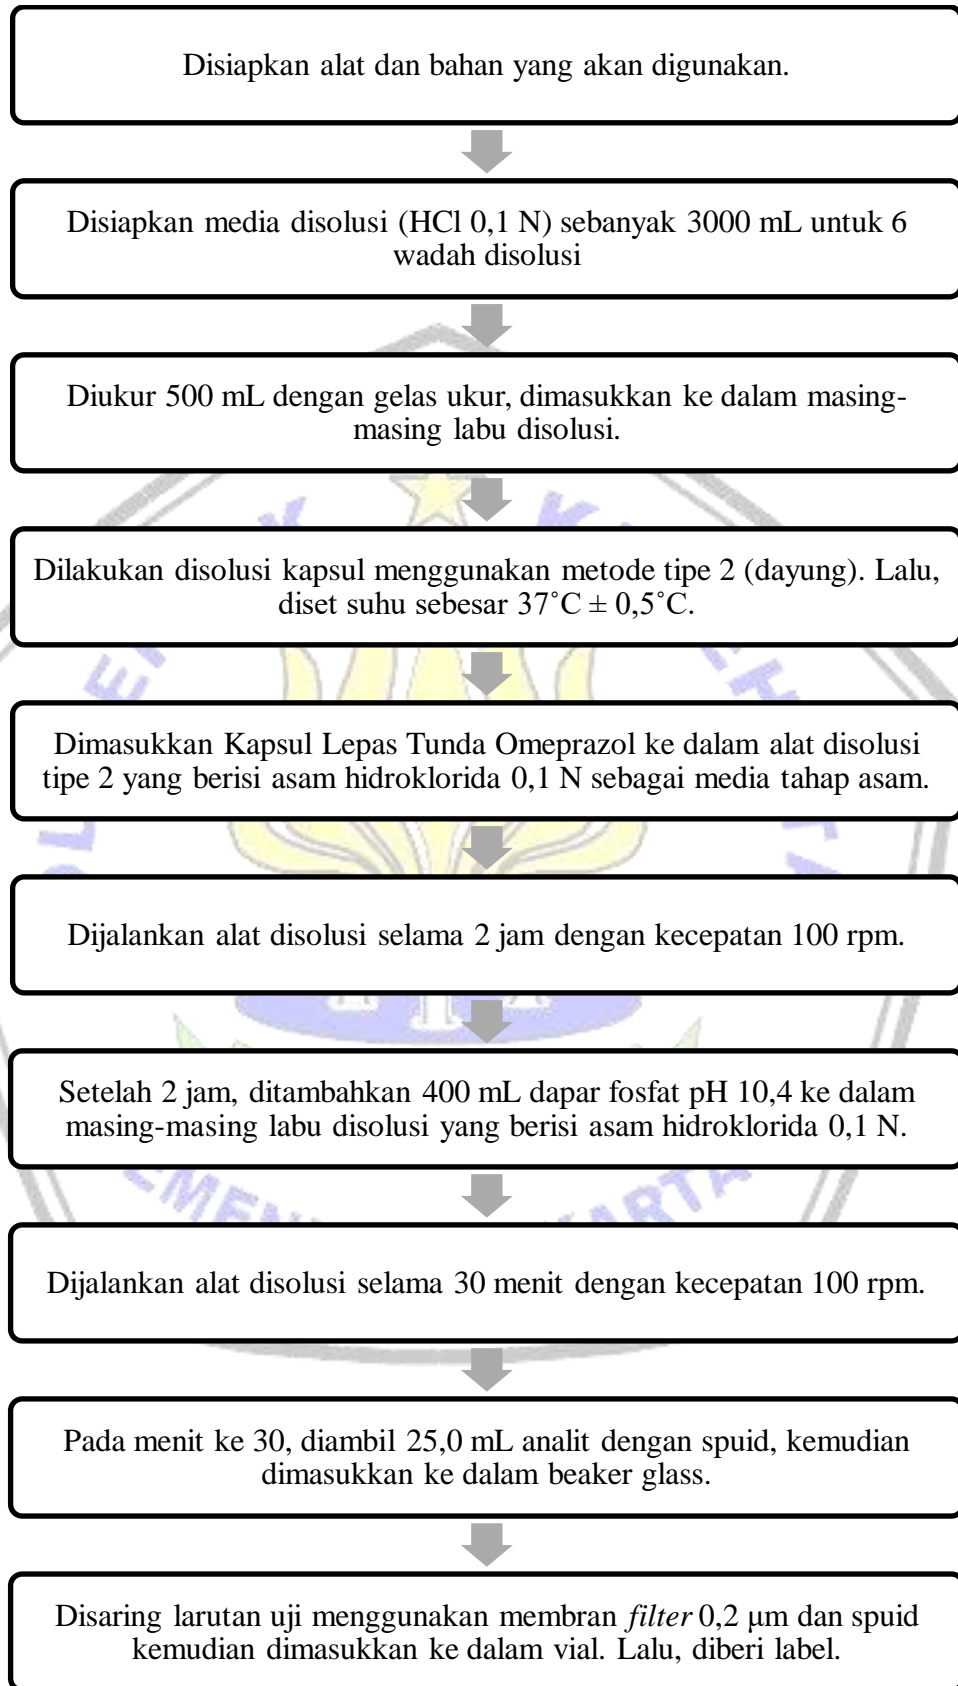 Disiapkan alat dan bahan yang akan digunakan.
Disiapkan media disolusi (HCl 0,1 N) sebanyak 3000 mL untuk 6
wadah disolusi
Diukur 500 mL dengan gelas ukur, dimasukkan ke dalam masing-
masing labu disolusi.
Dilakukan disolusi kapsul menggunakan metode tipe 2 (dayung). Lalu,
diset suhu sebesar 37˚C ± 0,5˚C.
Dimasukkan Kapsul Lepas Tunda Omeprazol ke dalam alat disolusi
tipe 2 yang berisi asam hidroklorida 0,1 N sebagai media tahap asam.
Dijalankan alat disolusi selama 2 jam dengan kecepatan 100 rpm.
Setelah 2 jam, ditambahkan 400 mL dapar fosfat pH 10,4 ke dalam
masing-masing labu disolusi yang berisi asam hidroklorida 0,1 N.
Dijalankan alat disolusi selama 30 menit dengan kecepatan 100 rpm.
Pada menit ke 30, diambil 25,0 mL analit dengan spuid, kemudian
dimasukkan ke dalam beaker glass.
Disaring larutan uji menggunakan membran filter 0,2 μm dan spuid
kemudian dimasukkan ke dalam vial. Lalu, diberi label.